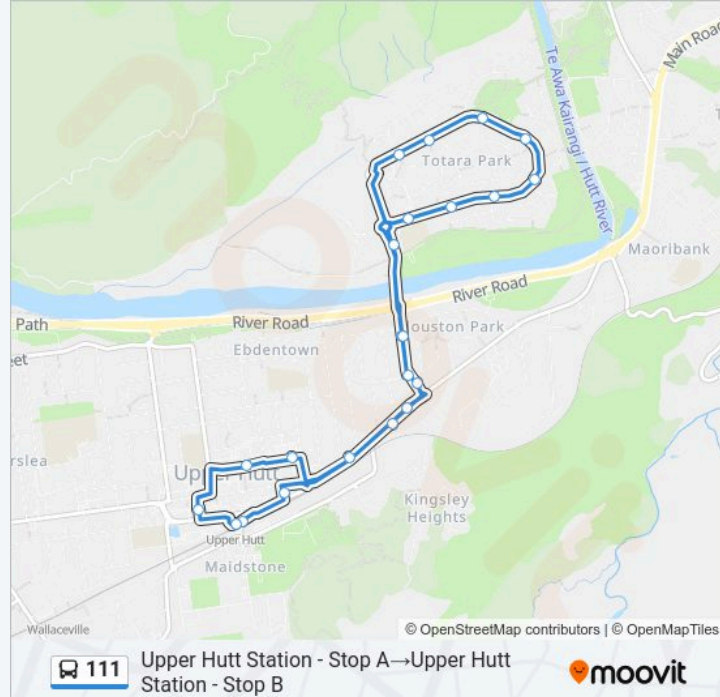 Main Road
Te Awa Kairangi / Hutt River
Totara Park
Maoribank
River Road
Path
River Road
Houston Park
Ebdentown
eet
rslea
Upper Hutt
Kingsley
Heights
Upper Hutt
Maidstone
Wallaceville
© OpenStreetMap contributors | © OpenMapTiles
111
Upper Hutt Station - Stop A→Upper Hutt
Station - Stop B
moovit